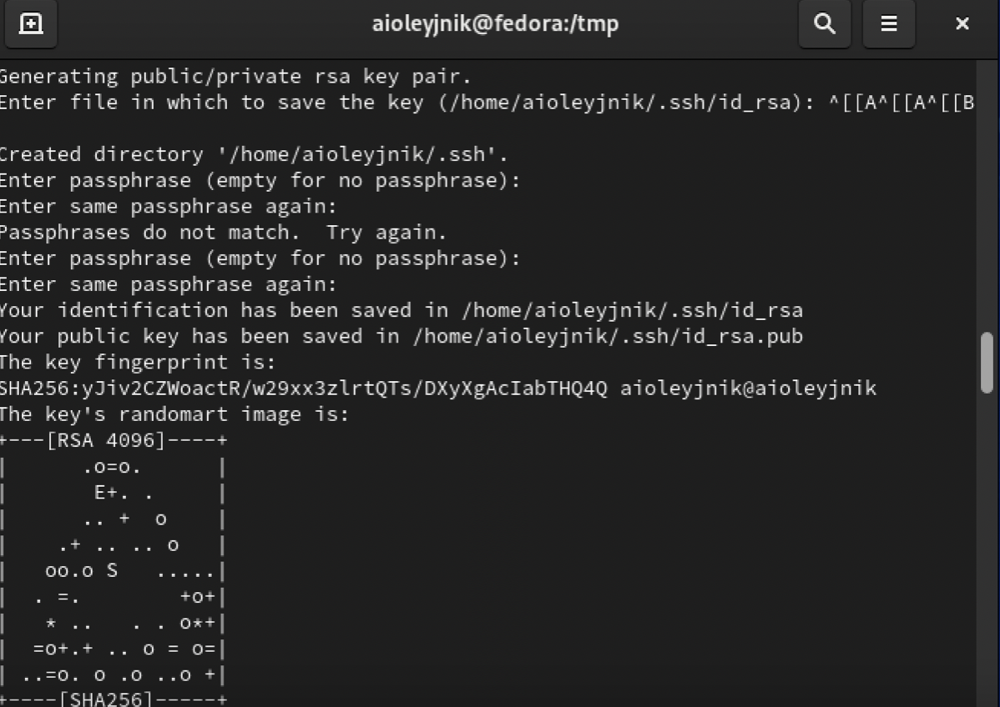 aioleyjnik@fedora:/tmp
Generating public/private rsa key pair.
Enter file in which to save the key (/home/aioleyjnik/.ssh/id_rsa): ^[[A^[[A^[[B
Created directory '/home/aioleyjnik/.ssh'.
Enter passphrase (empty for no passphrase):
Enter same passphrase again:
Passphrases do not match.  Try again.
Enter passphrase (empty for no passphrase):
Enter same passphrase again:
Your identification has been saved in /home/aioleyjnik/.ssh/id_rsa
Your public key has been saved in /home/aioleyjnik/.ssh/id_rsa.pub
The key fingerprint is:
SHA256:yJiv2CZWoactR/w29xx3zlrtQTs/DXyXgAcIabTHQ4Q aioleyjnik@aioleyjnik
The key's randomart image is:
+---[RSA 4096]----+
|      .o=o.      |
|       E+. .     |
|      .. + o    |
|    .+ .. .. o   |
|   oo.o S   .....|
|  . =.        +o+|
|   * ..   . . o*+|
|  =o+.+ .. o = o=|
| ..=o. o .o ..o +|
+----[SHA256]-----+